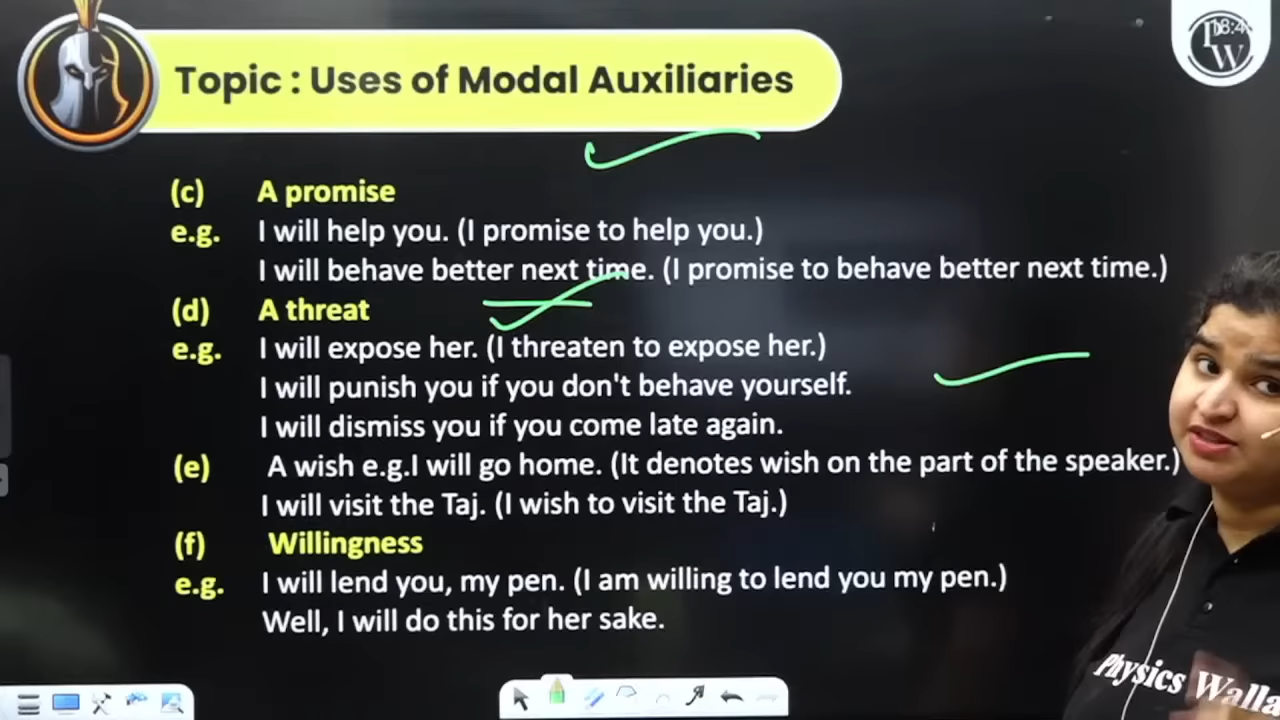 18:4
PW
Topic : Uses of Modal Auxiliaries
(c) A promise
e.g. I will help you. (I promise to help you.)
I will behave better next time. (I promise to behave better next time.)
(d) A threat
e.g. I will expose her. (I threaten to expose her.)
I will punish you if you don't behave yourself.
I will dismiss you if you come late again.
(e) A wish e.g.I will go home. (It denotes wish on the part of the speaker.)
I will visit the Taj. (I wish to visit the Taj.)
(f) Willingness
e.g. I will lend you, my pen. (I am willing to lend you my pen.)
Well, I will do this for her sake.
Physics Walla